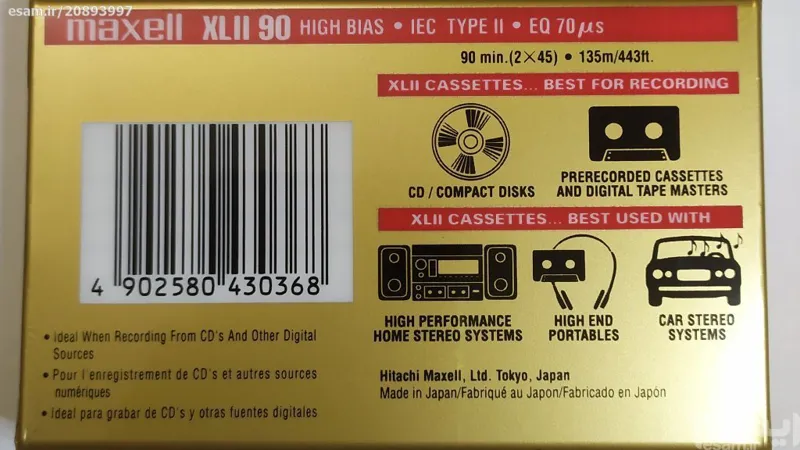 esam.ir/20893997
maxell XLII 90 HIGH BIAS • IEC TYPE II • EQ 70μs
90 min.(2×45) • 135m/443ft.
XLII CASSETTES... BEST FOR RECORDING
CD / COMPACT DISKS
PRERECORDED CASSETTES
AND DIGITAL TAPE MASTERS
XLII CASSETTES... BEST USED WITH
HIGH PERFORMANCE
HOME STEREO SYSTEMS
HIGH END
PORTABLES
CAR STEREO
SYSTEMS
4 902580 430368
• Ideal When Recording From CD's And Other Digital
Sources
• Pour l'enregistrement de CD's et autres sources
numériques
• Ideal para grabar de CD's y otras fuentes digitales
Hitachi Maxell, Ltd. Tokyo, Japan
Made in Japan/Fabriqué au Japon/Fabricado en Japón
esam.ir